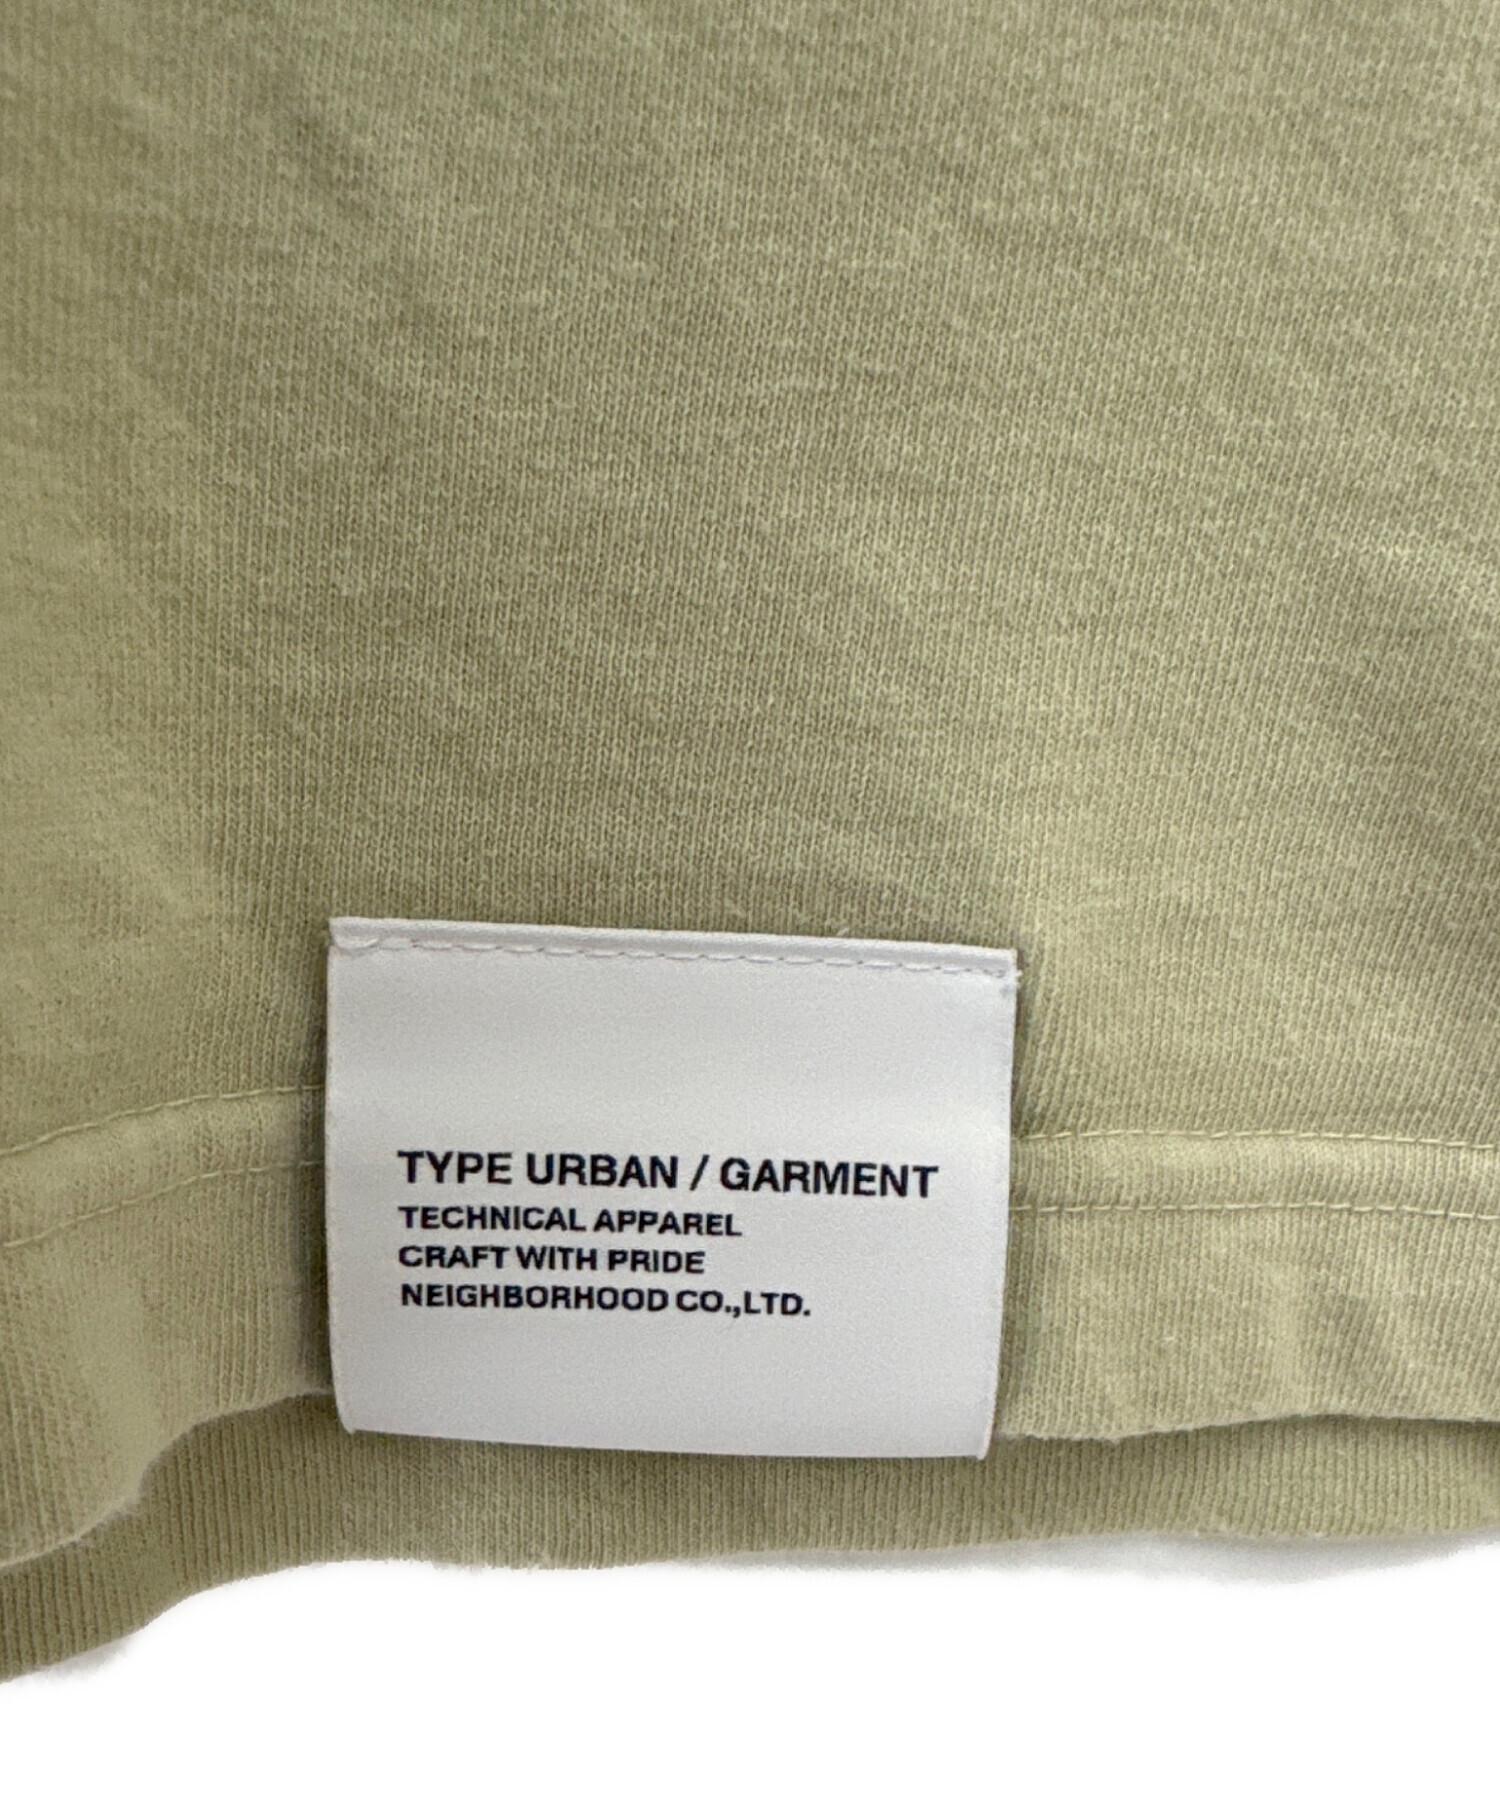 TYPE URBAN / GARMENT
TECHNICAL APPAREL
CRAFT WITH PRIDE
NEIGHBORHOOD CO.,LTD.